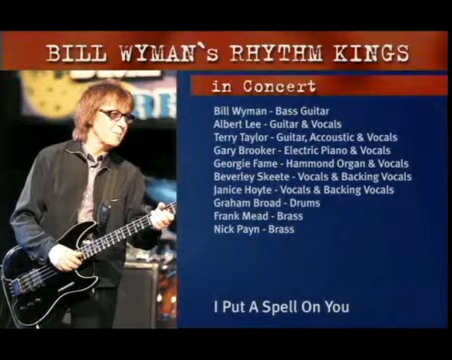 BILL WYMAN`s RHYTHM KINGS
in Concert
Bill Wyman - Bass Guitar
Albert Lee - Guitar & Vocals
Terry Taylor - Guitar, Accoustic & Vocals
Gary Brooker - Electric Piano & Vocals
Georgie Fame - Hammond Organ & Vocals
Beverley Skeete - Vocals & Backing Vocals
Janice Hoyte - Vocals & Backing Vocals
Graham Broad - Drums
Frank Mead - Brass
Nick Payn - Brass
I Put A Spell On You